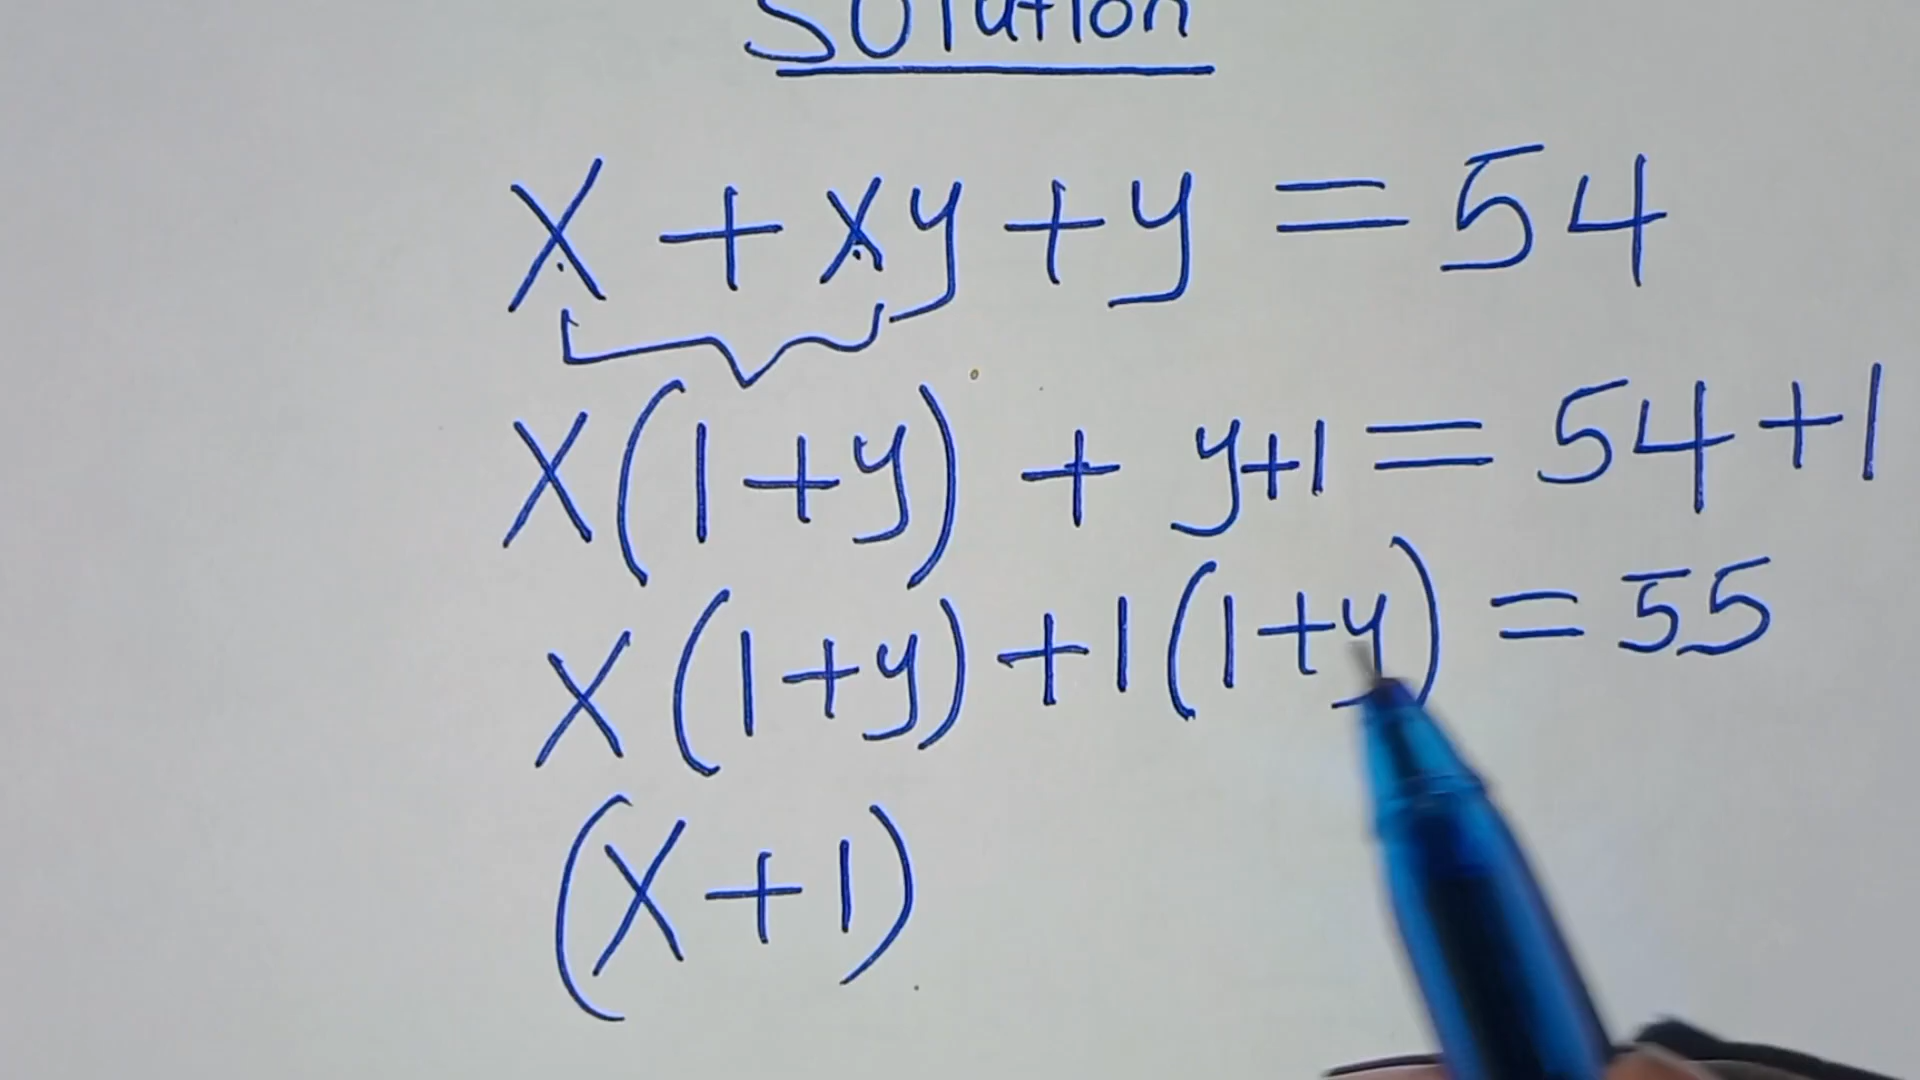 Solution
x + xy + y = 54
x(1+y) + y+1 = 54+1
x(1+y)+1(1+y) = 55
(x+1)